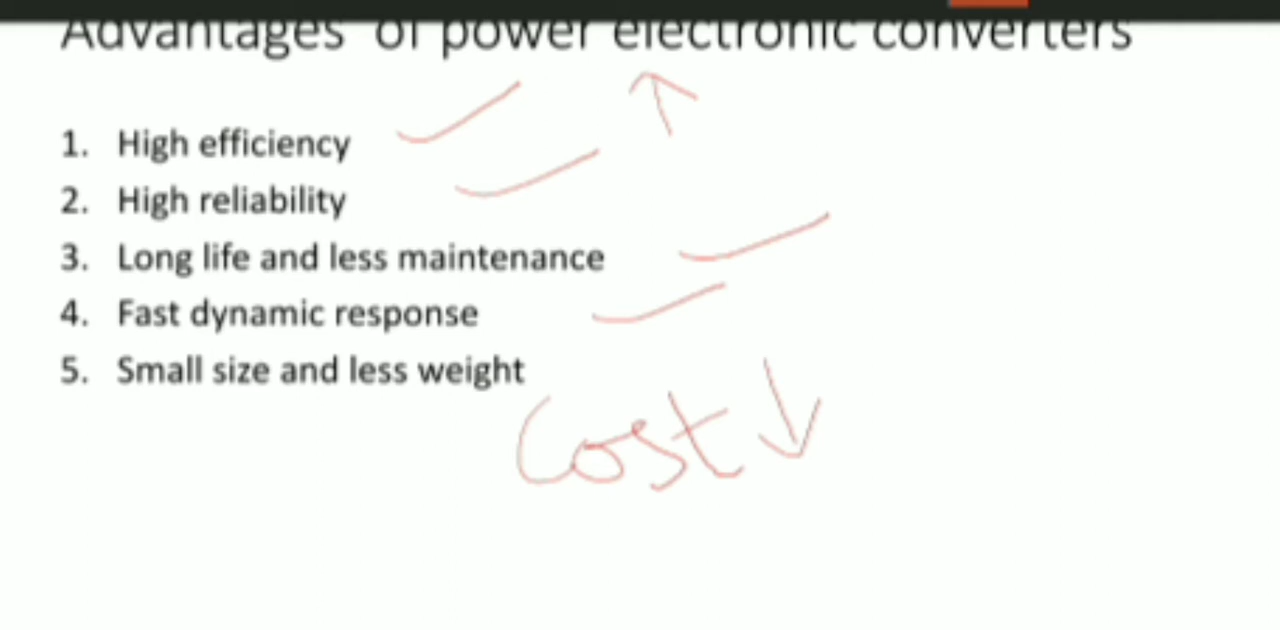 Advantages of power electronic converters
1. High efficiency
2. High reliability
3. Long life and less maintenance
4. Fast dynamic response
5. Small size and less weight
Cost ↓